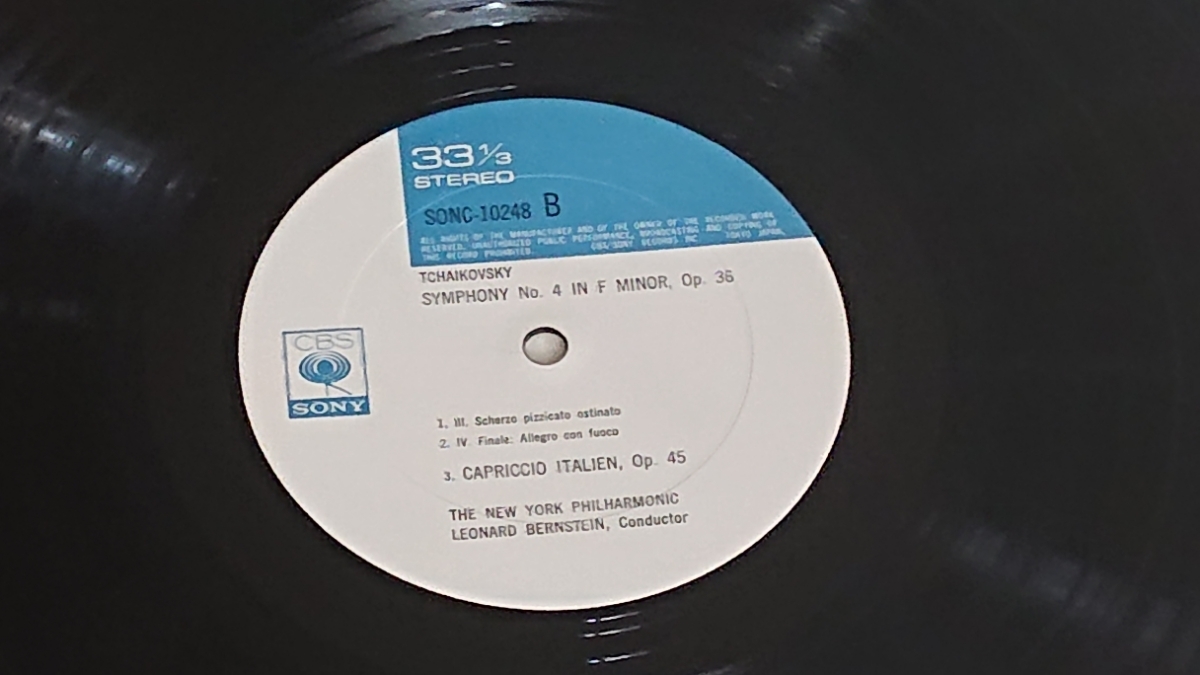 33 1/3
STEREO
SONC-10248 B
ALL RIGHTS OF THE MANUFACTURER AND OF THE OWNER OF THE RECORDED WORK
RESERVED. UNAUTHORIZED PUBLIC PERFORMANCE, BROADCASTING AND COPYING OF
THIS RECORD PROHIBITED. CBS/SONY RECORDS INC. TOKYO JAPAN
TCHAIKOVSKY
SYMPHONY No. 4 IN F MINOR, Op. 36
CBS
SONY
1. III. Scherzo pizzicato ostinato
2. IV. Finale: Allegro con fuoco
3. CAPRICCIO ITALIEN, Op. 45
THE NEW YORK PHILHARMONIC
LEONARD BERNSTEIN, Conductor